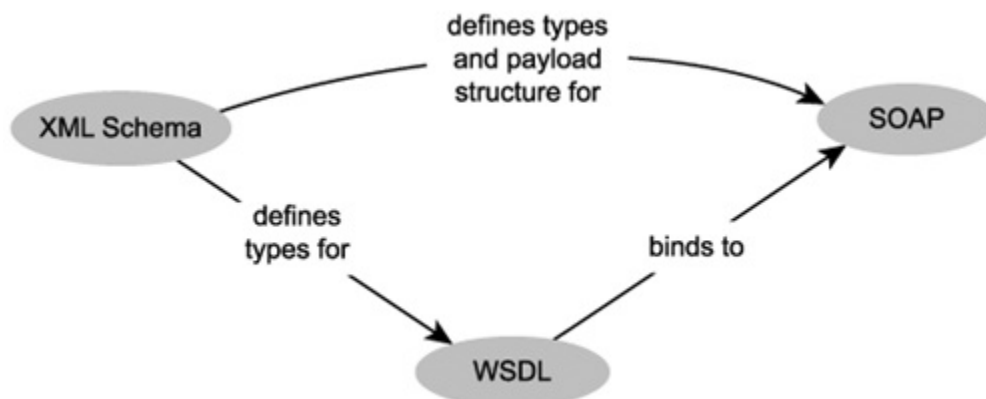 defines types
and payload
structure for
XML Schema
SOAP
defines
types for
binds to
WSDL